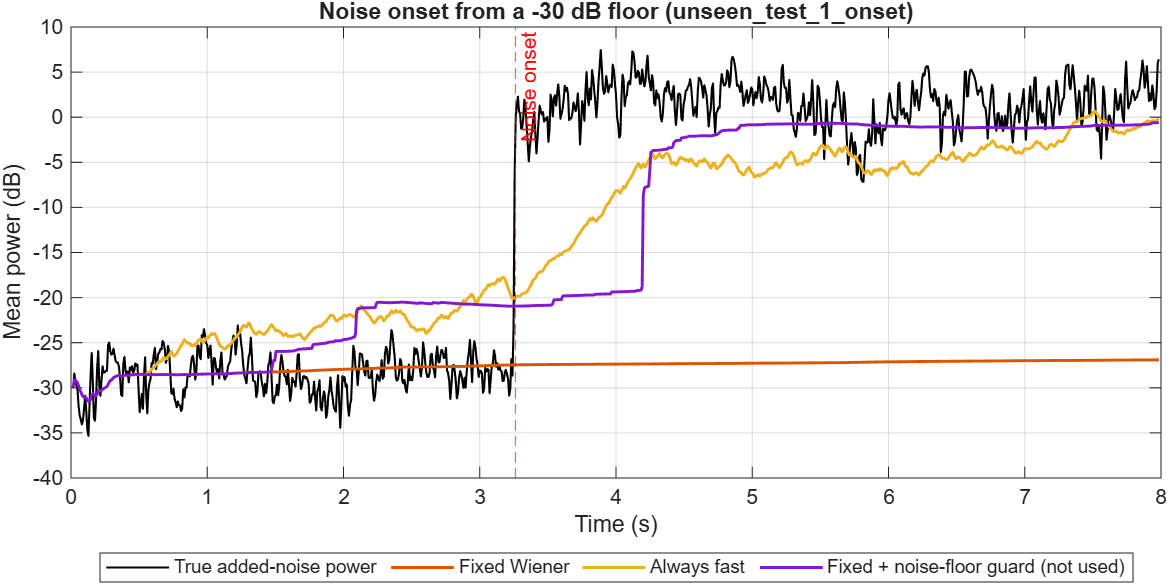 Noise onset from a -30 dB floor (unseen_test_1_onset)
Mean power (dB)
10
5
0
-5
-10
-15
-20
-25
-30
-35
-40
Noise onset
0 1 2 3 4 5 6 7 8
Time (s)
True added-noise power Fixed Wiener Always fast Fixed + noise-floor guard (not used)